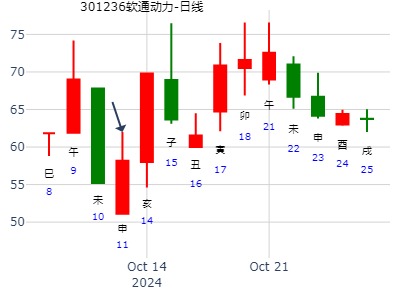 301236软通动力-日线
75
70
65
60
55
50
巳
8
午
9
未
10
申
11
亥
14
子
15
丑
16
寅
17
卯
18
午
21
未
22
申
23
酉
24
戌
25
Oct 14
2024
Oct 21